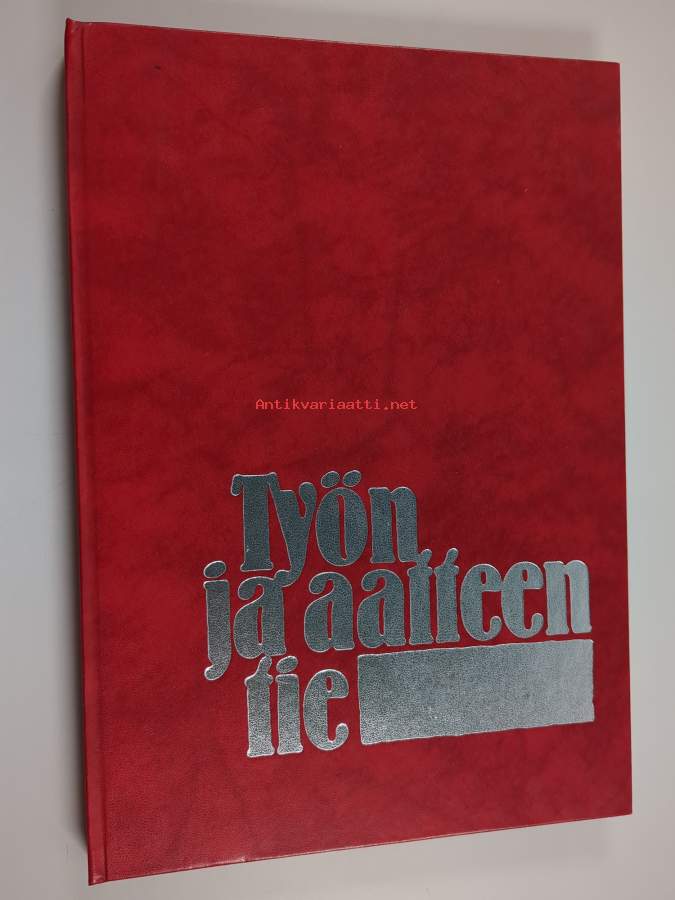 Antikvariaatti.net
Työn
ja aatteen
tie